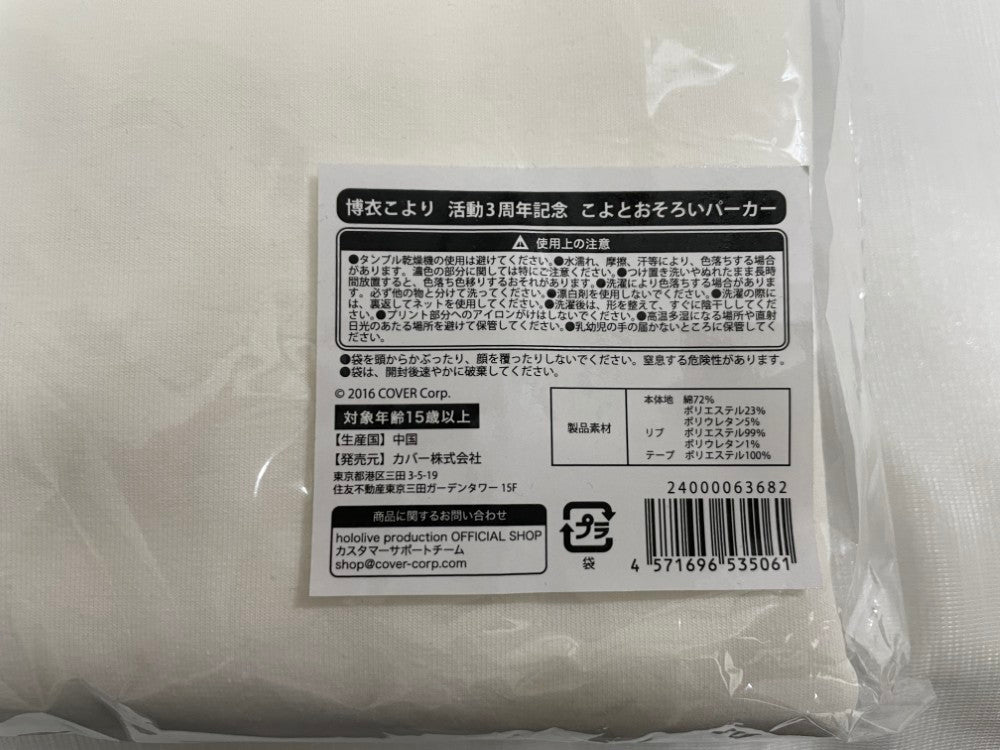 博衣こより 活動3周年記念 こよとおそろいパーカー
使用上の注意
●タンブル乾燥機の使用は避けてください。●水濡れ、摩擦、汗等により、色落ちする場合
があります。濃色の部分に関しては特にご注意ください。●つけ置き洗いやぬれたまま長時
間放置すると、色落ち色移りするおそれがあります。●洗濯により色落ちする場合がありま
す。必ず他の物と分けて洗ってください。●漂白剤を使用しないでください。●洗濯の際に
は、裏返してネットを使用してください。●洗濯後は、形を整えて、すぐに陰干ししてくだ
さい。●プリント部分へのアイロンがけはしないでください。●高温多湿になる場所や直射
日光のあたる場所を避けて保管してください。●乳幼児の手の届かないところに保管してく
ださい。
●袋を頭からかぶったり、顔を覆ったりしないでください。窒息する危険性があります。
●袋は、開封後速やかに破棄してください。
© 2016 COVER Corp.
対象年齢15歳以上
【生産国】中国
【発売元】カバー株式会社
東京都港区三田 3-5-19
住友不動産東京三田ガーデンタワー 15F
製品素材
本体地 綿72%
ポリエステル23%
ポリウレタン5%
リブ ポリエステル99%
ポリウレタン1%
テープ ポリエステル100%
商品に関するお問い合わせ
hololive production OFFICIAL SHOP
カスタマーサポートチーム
shop@cover-corp.com
プラ
袋
24000063682
4 571696 535061